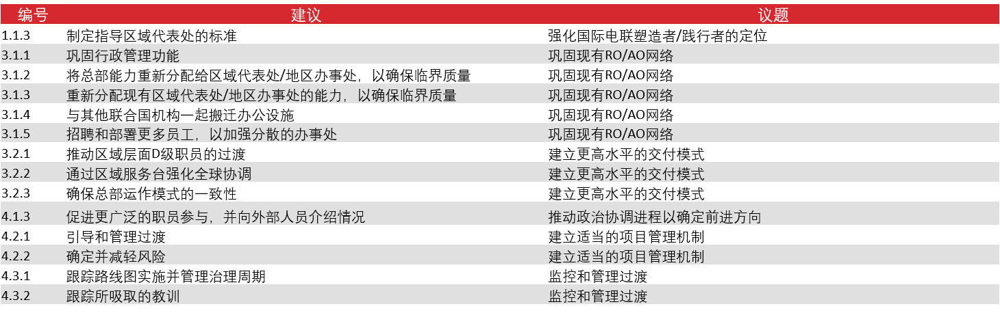 编号 建议 议题
1.1.3 制定指导区域代表处的标准 强化国际电联塑造者/践行者的定位
3.1.1 巩固行政管理功能 巩固现有RO/AO网络
3.1.2 将总部能力重新分配给区域代表处/地区办事处，以确保临界质量 巩固现有RO/AO网络
3.1.3 重新分配现有区域代表处/地区办事处的能力，以确保临界质量 巩固现有RO/AO网络
3.1.4 与其他联合国机构一起搬迁办公设施 巩固现有RO/AO网络
3.1.5 招聘和部署更多员工，以加强分散的办事处 巩固现有RO/AO网络
3.2.1 推动区域层面D级职员的过渡 建立更高水平的交付模式
3.2.2 通过区域服务台强化全球协调 建立更高水平的交付模式
3.2.3 确保总部运作模式的一致性 建立更高水平的交付模式
4.1.3 促进更广泛的职员参与，并向外部人员介绍情况 推动政治协调进程以确定前进方向
4.2.1 引导和管理过渡 建立适当的项目管理机制
4.2.2 确定并减轻风险 建立适当的项目管理机制
4.3.1 跟踪路线图实施并管理治理周期 监控和管理过渡
4.3.2 跟踪所吸取的教训 监控和管理过渡